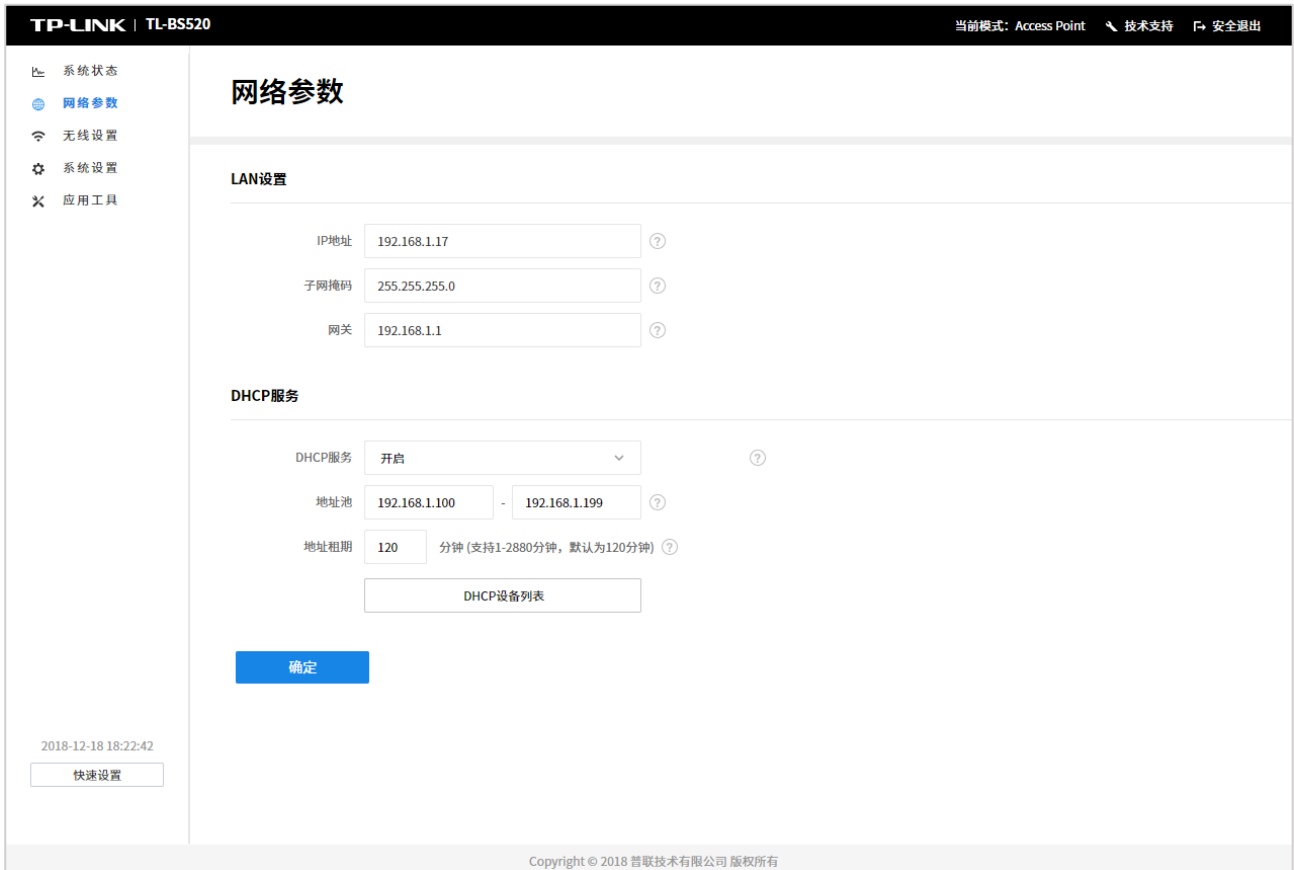 TP-LINK | TL-BS520
当前模式：Access Point 技术支持 安全退出
系统状态
网络参数
无线设置
系统设置
应用工具
网络参数
LAN设置
IP地址 192.168.1.17 ?
子网掩码 255.255.255.0 ?
网关 192.168.1.1 ?
DHCP服务
DHCP服务 开启 ?
地址池 192.168.1.100 - 192.168.1.199 ?
地址租期 120 分钟 (支持1-2880分钟，默认为120分钟) ?
DHCP设备列表
确定
2018-12-18 18:22:42
快速设置
Copyright © 2018 普联技术有限公司 版权所有